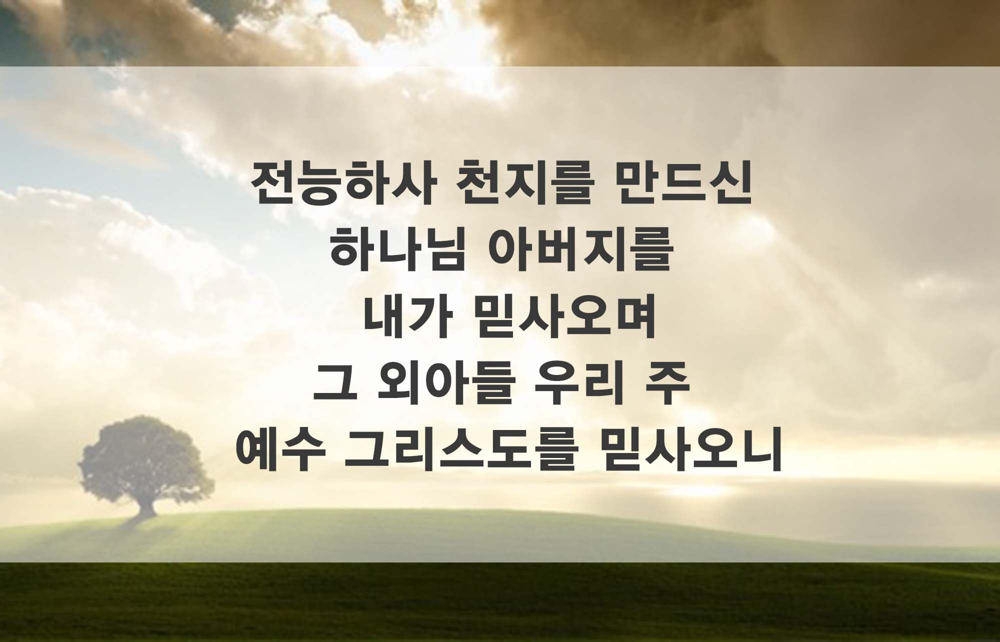 전능하사 천지를 만드신
하나님 아버지를
내가 믿사오며
그 외아들 우리 주
예수 그리스도를 믿사오니